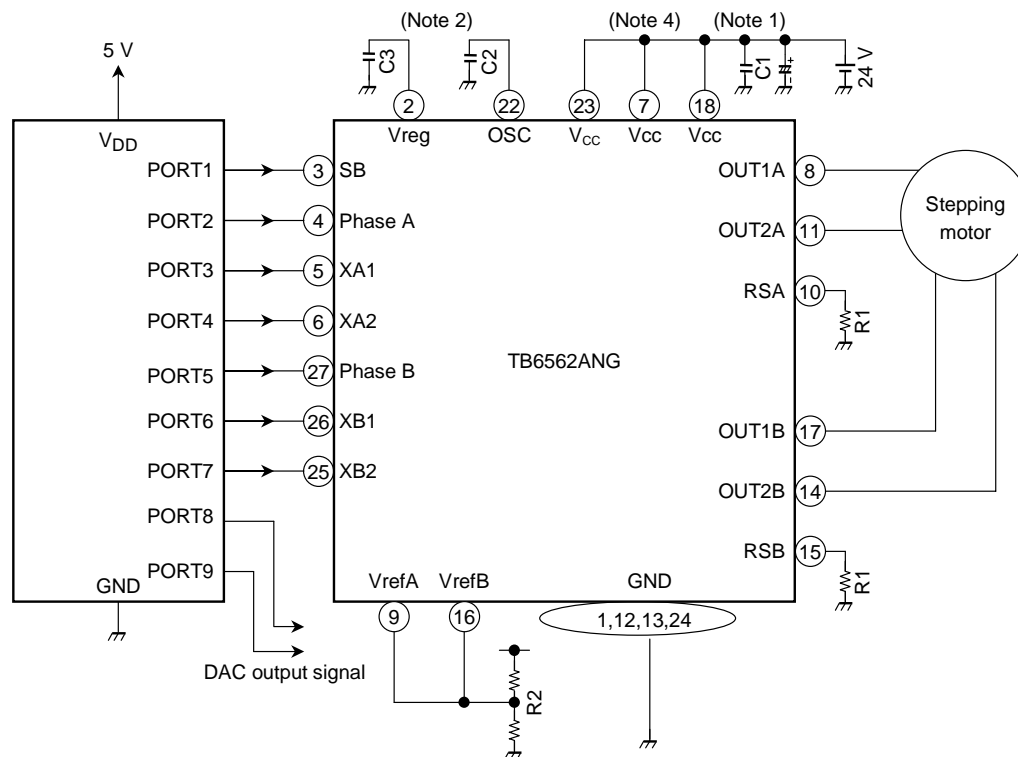 (Note 2)
(Note 4)
(Note 1)
5 V
C3
C2
C1
+
-
24 V
2
22
23
7
18
VDD
Vreg
OSC
VCC
Vcc
Vcc
PORT1
3
SB
OUT1A
8
PORT2
4
Phase A
OUT2A
11
Stepping
motor
PORT3
5
XA1
RSA
10
R1
PORT4
6
XA2
TB6562ANG
PORT5
27
Phase B
PORT6
26
XB1
OUT1B
17
PORT7
25
XB2
OUT2B
14
PORT8
RSB
15
R1
PORT9
GND
VrefA
VrefB
GND
9
16
1,12,13,24
DAC output signal
R2